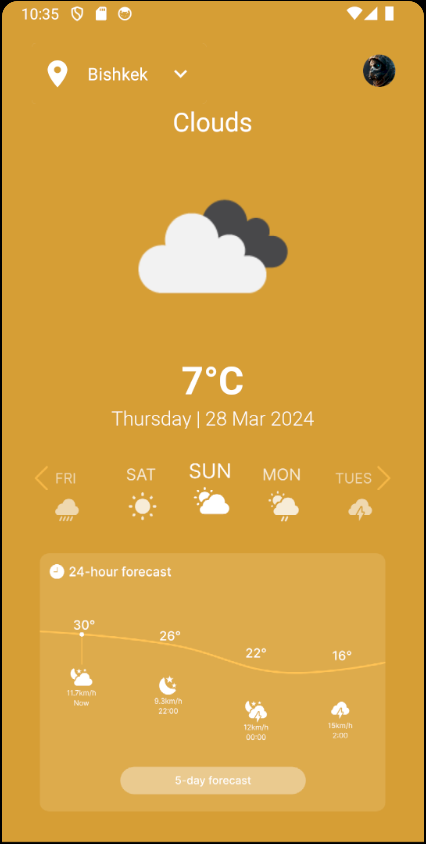 10:35
Bishkek
Clouds
7°C
Thursday | 28 Mar 2024
FRI SAT SUN MON TUES
24-hour forecast
30° 26° 22° 16°
11.7km/h 9.3km/h 12km/h 15km/h
Now 22:00 00:00 2:00
5-day forecast